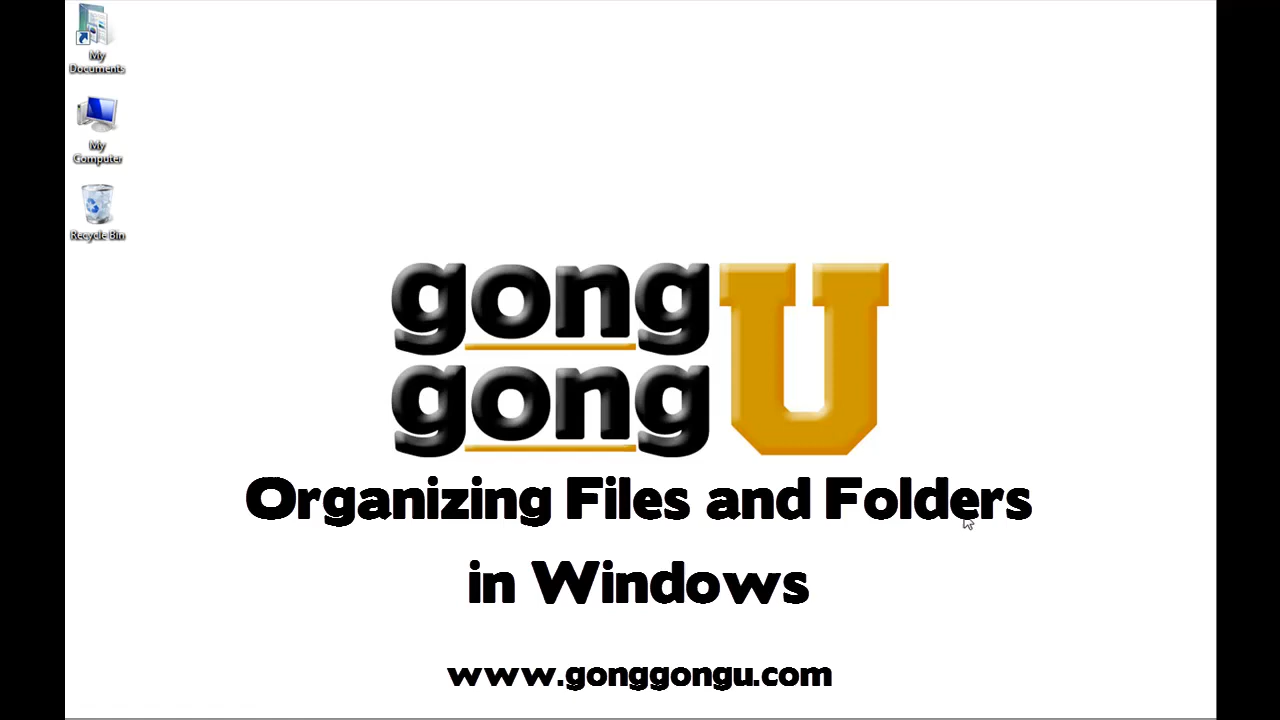 My
Documents
My
Computer
Recycle Bin
gong U
gong
Organizing Files and Folders
in Windows
www.gonggongu.com